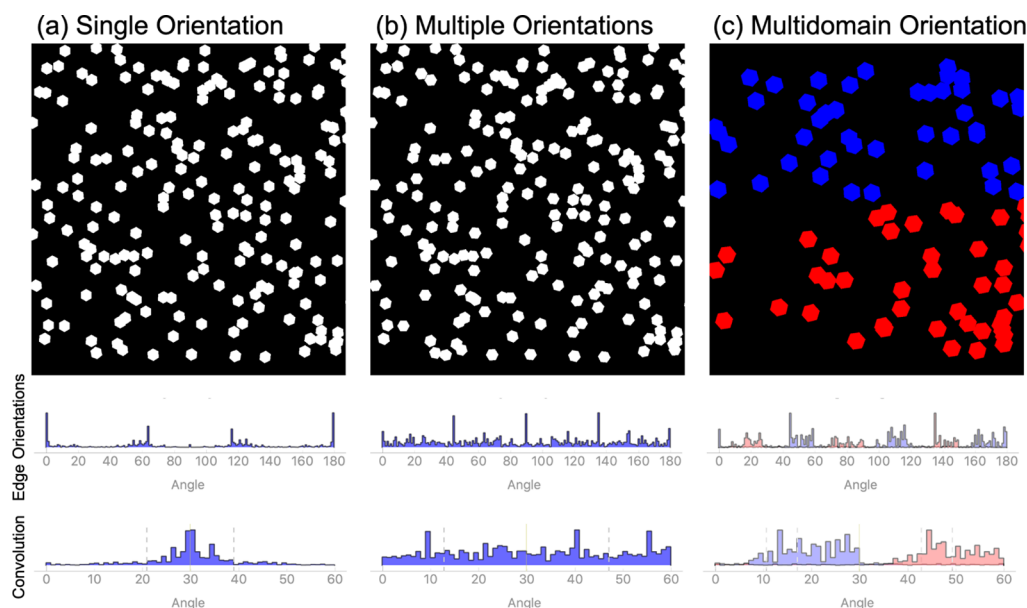 (a) Single Orientation
(b) Multiple Orientations
(c) Multidomain Orientation
Edge Orientations
0 20 40 60 80 100 120 140 160 180
Angle
0 20 40 60 80 100 120 140 160 180
Angle
0 20 40 60 80 100 120 140 160 180
Angle
Convolution
0 10 20 30 40 50 60
Angle
0 10 20 30 40 50 60
Angle
0 10 20 30 40 50 60
Angle